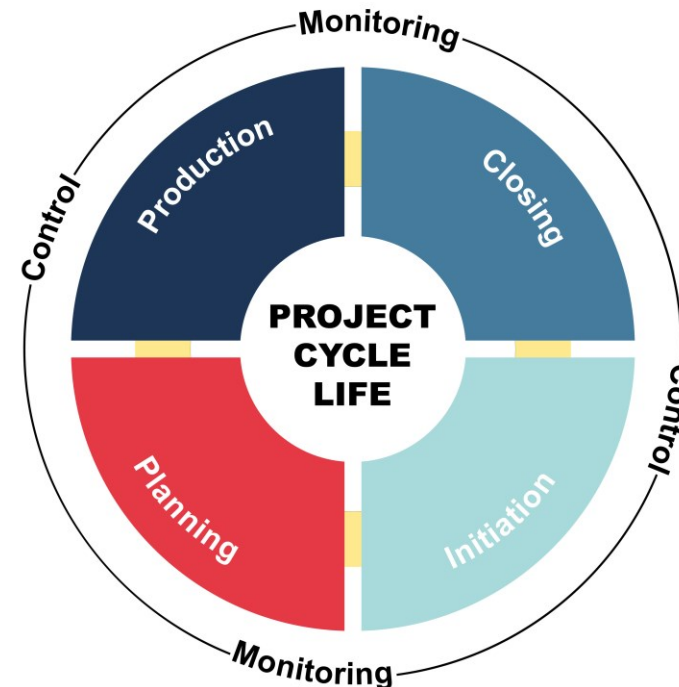 Monitoring
Production
Closing
Control
PROJECT
CYCLE
LIFE
Control
Planning
Initiation
Monitoring